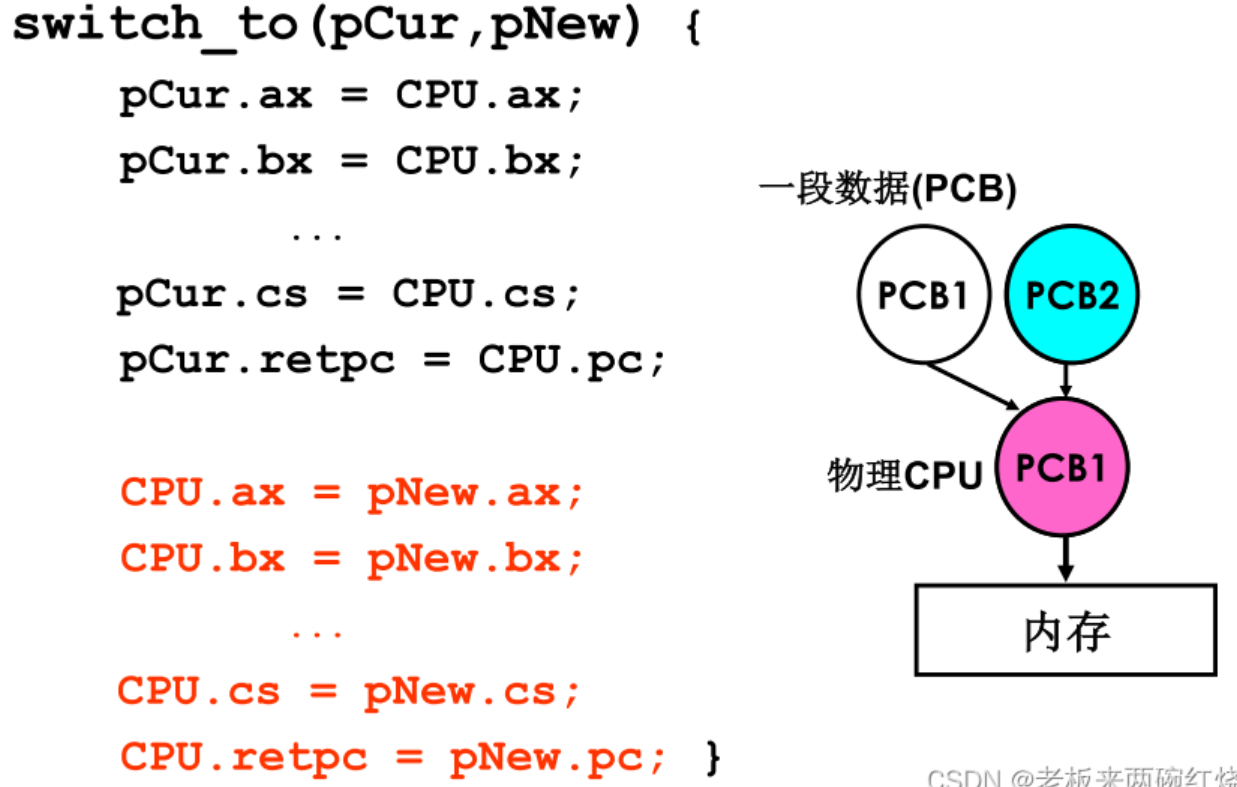 switch_to(pCur,pNew) {
pCur.ax = CPU.ax;
pCur.bx = CPU.bx;
...
pCur.cs = CPU.cs;
pCur.retpc = CPU.pc;
CPU.ax = pNew.ax;
CPU.bx = pNew.bx;
...
CPU.cs = pNew.cs;
CPU.retpc = pNew.pc; }
一段数据(PCB)
PCB1 PCB2
物理CPU PCB1
内存
CSDN @老板来两碗红烧